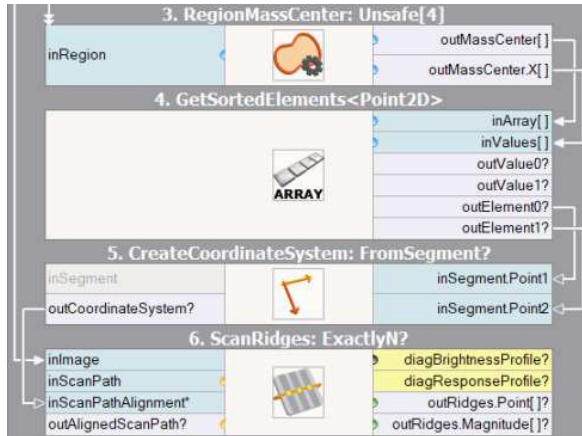 3. RegionMassCenter: Unsafe[4]
inRegion
outMassCenter[ ]
outMassCenter.X[ ]
4. GetSortedElements<Point2D>
inArray[ ]
inValues[ ]
outValue0?
outValue1?
outElement0?
outElement1?
ARRAY
5. CreateCoordinateSystem: FromSegment?
inSegment
inSegment.Point1
outCoordinateSystem?
inSegment.Point2
6. ScanRidges: ExactlyN?
inImage
diagBrightnessProfile?
inScanPath
diagResponseProfile?
inScanPathAlignment*
outRidges.Point[ ]?
outAlignedScanPath?
outRidges.Magnitude[ ]?